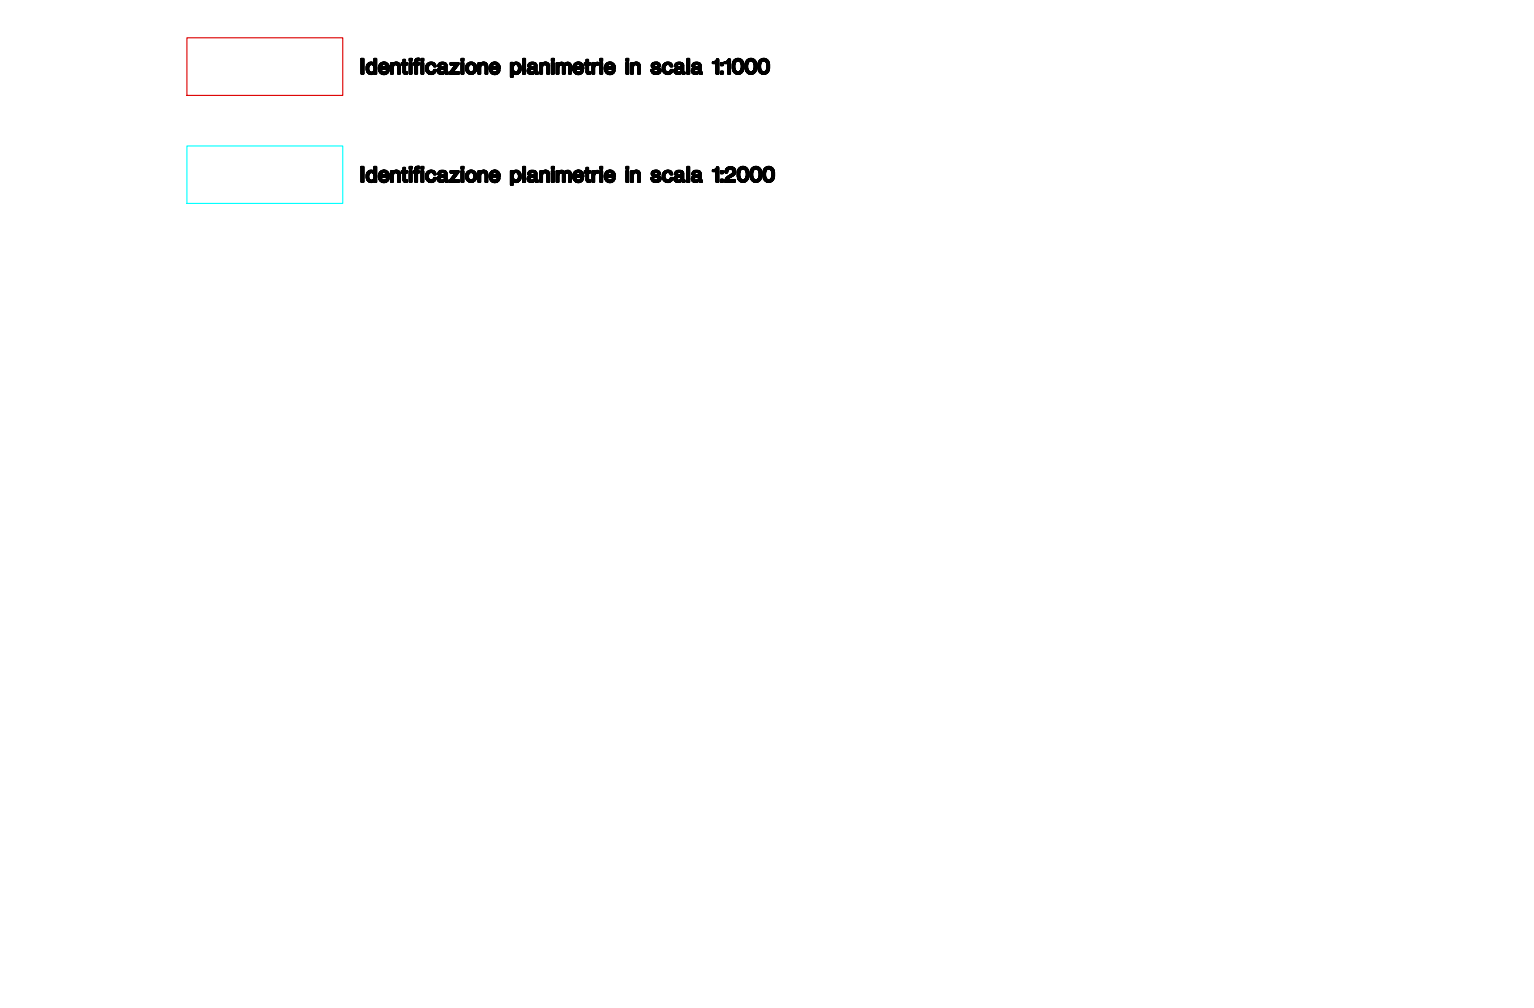 Identificazione planimetrie in scala 1:1000
Identificazione planimetrie in scala 1:2000